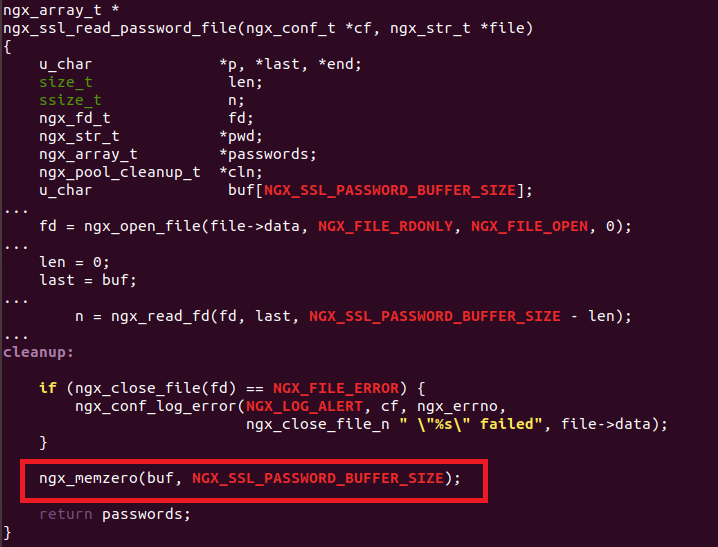 ngx_array_t *
ngx_ssl_read_password_file(ngx_conf_t *cf, ngx_str_t *file)
{
    u_char              *p, *last, *end;
    size_t               len;
    ssize_t              n;
    ngx_fd_t             fd;
    ngx_str_t           *pwd;
    ngx_array_t         *passwords;
    ngx_pool_cleanup_t  *cln;
    u_char               buf[NGX_SSL_PASSWORD_BUFFER_SIZE];
...
    fd = ngx_open_file(file->data, NGX_FILE_RDONLY, NGX_FILE_OPEN, 0);
...
    len = 0;
    last = buf;
...
        n = ngx_read_fd(fd, last, NGX_SSL_PASSWORD_BUFFER_SIZE - len);
...
cleanup:
    if (ngx_close_file(fd) == NGX_FILE_ERROR) {
        ngx_conf_log_error(NGX_LOG_ALERT, cf, ngx_errno,
                           ngx_close_file_n " \"%s\" failed", file->data);
    }
    ngx_memzero(buf, NGX_SSL_PASSWORD_BUFFER_SIZE);
    return passwords;
}